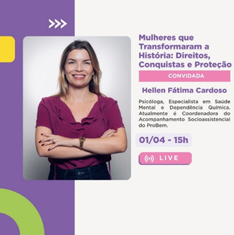 Mulheres que
Transformaram a
História: Direitos,
Conquistas e Proteção
CONVIDADA
Hellen Fátima Cardoso
Psicóloga, Especialista em Saúde
Mental e Dependência Química.
Atualmente é Coordenadora do
Acompanhamento Socioassistencial
do ProBem.
01/04 - 15h
LIVE